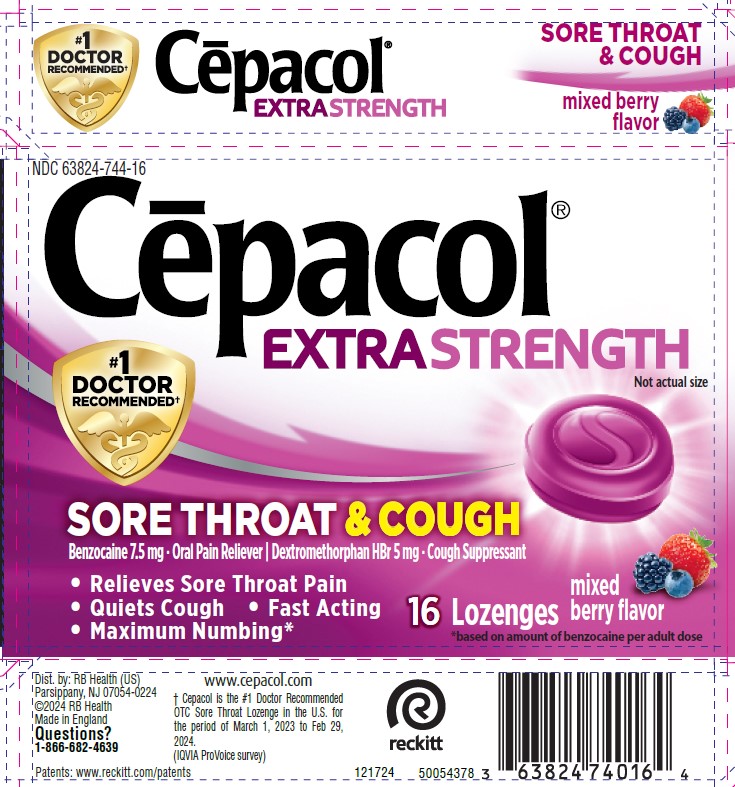 #1
DOCTOR
RECOMMENDED†
Cēpacol®
EXTRA STRENGTH
SORE THROAT
& COUGH
mixed berry
flavor
NDC 63824-744-16
Cēpacol®
EXTRA STRENGTH
Not actual size
#1
DOCTOR
RECOMMENDED†
SORE THROAT & COUGH
Benzocaine 7.5 mg · Oral Pain Reliever | Dextromethorphan HBr 5 mg · Cough Suppressant
• Relieves Sore Throat Pain
• Quiets Cough • Fast Acting
• Maximum Numbing*
16 Lozenges
mixed
berry flavor
*based on amount of benzocaine per adult dose
Dist. by: RB Health (US)
Parsippany, NJ 07054-0224
©2024 RB Health
Made in England
Questions?
1-866-682-4639
Patents: www.reckitt.com/patents
www.cepacol.com
† Cepacol is the #1 Doctor Recommended
OTC Sore Throat Lozenge in the U.S. for
the period of March 1, 2023 to Feb 29,
2024.
(IQVIA ProVoice survey)
reckitt
121724 50054378
3 63824 74016 4